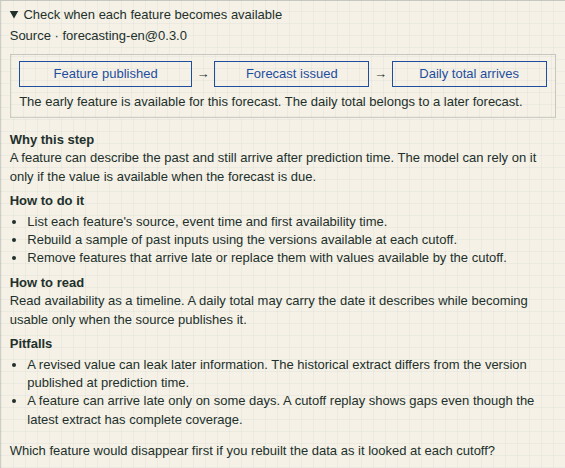 ▼ Check when each feature becomes available
Source · forecasting-en@0.3.0
Feature published → Forecast issued → Daily total arrives
The early feature is available for this forecast. The daily total belongs to a later forecast.
Why this step
A feature can describe the past and still arrive after prediction time. The model can rely on it
only if the value is available when the forecast is due.
How to do it
• List each feature's source, event time and first availability time.
• Rebuild a sample of past inputs using the versions available at each cutoff.
• Remove features that arrive late or replace them with values available by the cutoff.
How to read
Read availability as a timeline. A daily total may carry the date it describes while becoming
usable only when the source publishes it.
Pitfalls
• A revised value can leak later information. The historical extract differs from the version
published at prediction time.
• A feature can arrive late only on some days. A cutoff replay shows gaps even though the
latest extract has complete coverage.
Which feature would disappear first if you rebuilt the data as it looked at each cutoff?